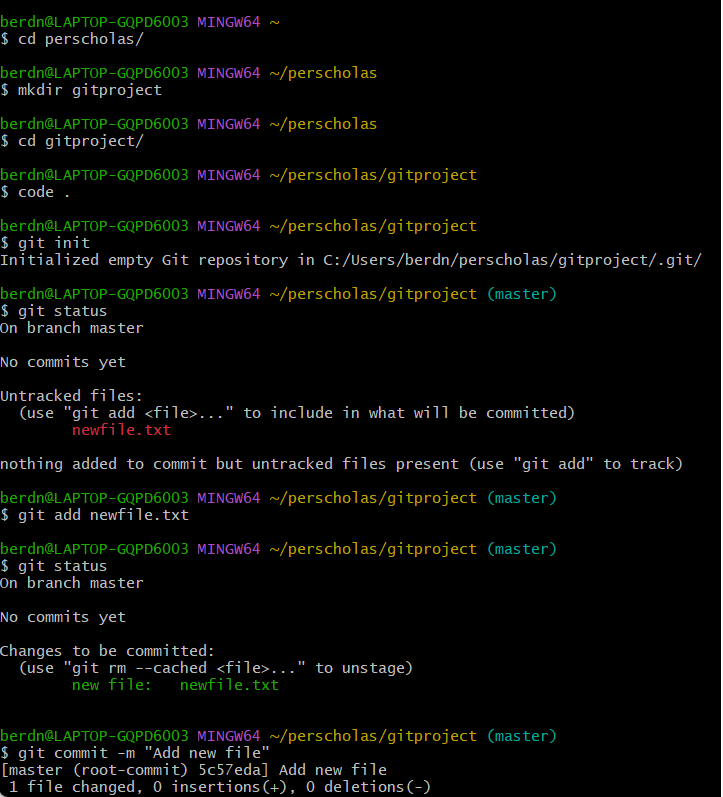 berdn@LAPTOP-GQPD6003 MINGW64 ~
$ cd perscholas/

berdn@LAPTOP-GQPD6003 MINGW64 ~/perscholas
$ mkdir gitproject

berdn@LAPTOP-GQPD6003 MINGW64 ~/perscholas
$ cd gitproject/

berdn@LAPTOP-GQPD6003 MINGW64 ~/perscholas/gitproject
$ code .

berdn@LAPTOP-GQPD6003 MINGW64 ~/perscholas/gitproject
$ git init
Initialized empty Git repository in C:/Users/berdn/perscholas/gitproject/.git/

berdn@LAPTOP-GQPD6003 MINGW64 ~/perscholas/gitproject (master)
$ git status
On branch master

No commits yet

Untracked files:
  (use "git add <file>..." to include in what will be committed)
        newfile.txt

nothing added to commit but untracked files present (use "git add" to track)

berdn@LAPTOP-GQPD6003 MINGW64 ~/perscholas/gitproject (master)
$ git add newfile.txt

berdn@LAPTOP-GQPD6003 MINGW64 ~/perscholas/gitproject (master)
$ git status
On branch master

No commits yet

Changes to be committed:
  (use "git rm --cached <file>..." to unstage)
        new file:   newfile.txt


berdn@LAPTOP-GQPD6003 MINGW64 ~/perscholas/gitproject (master)
$ git commit -m "Add new file"
[master (root-commit) 5c57eda] Add new file
 1 file changed, 0 insertions(+), 0 deletions(-)